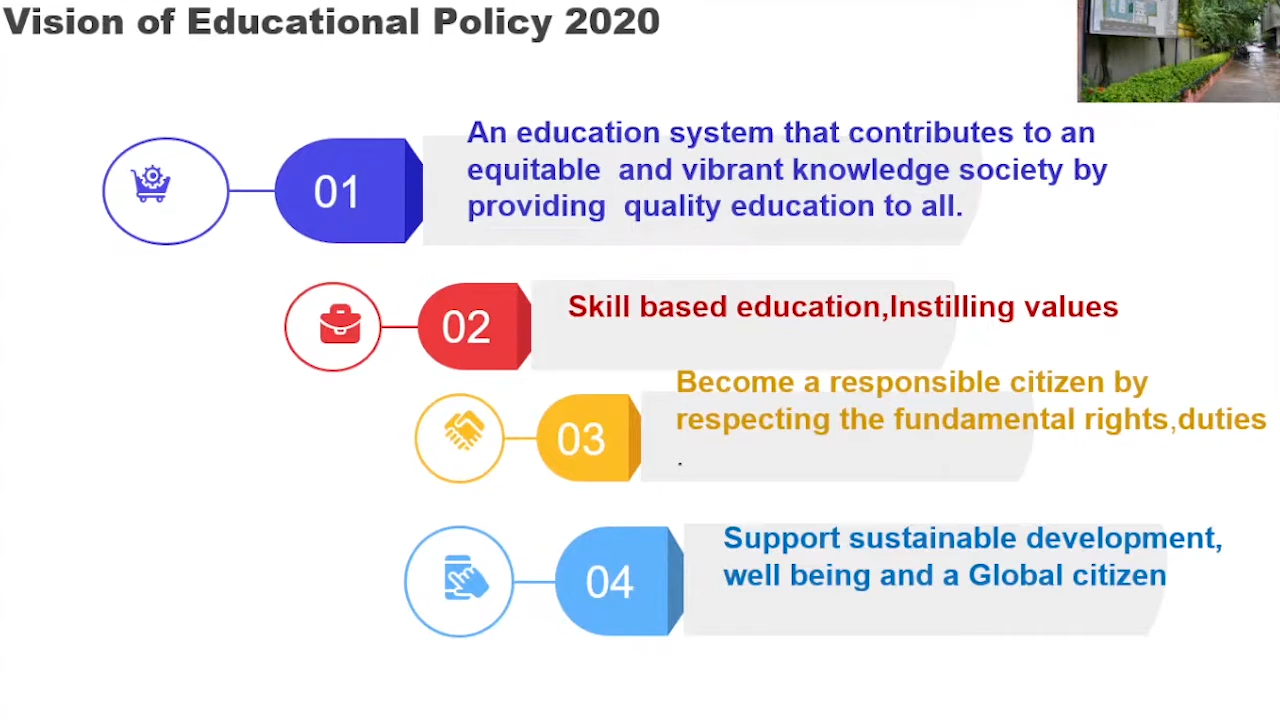 Vision of Educational Policy 2020
01
An education system that contributes to an
equitable and vibrant knowledge society by
providing quality education to all.
02
Skill based education,Instilling values
03
Become a responsible citizen by
respecting the fundamental rights,duties
.
04
Support sustainable development,
well being and a Global citizen